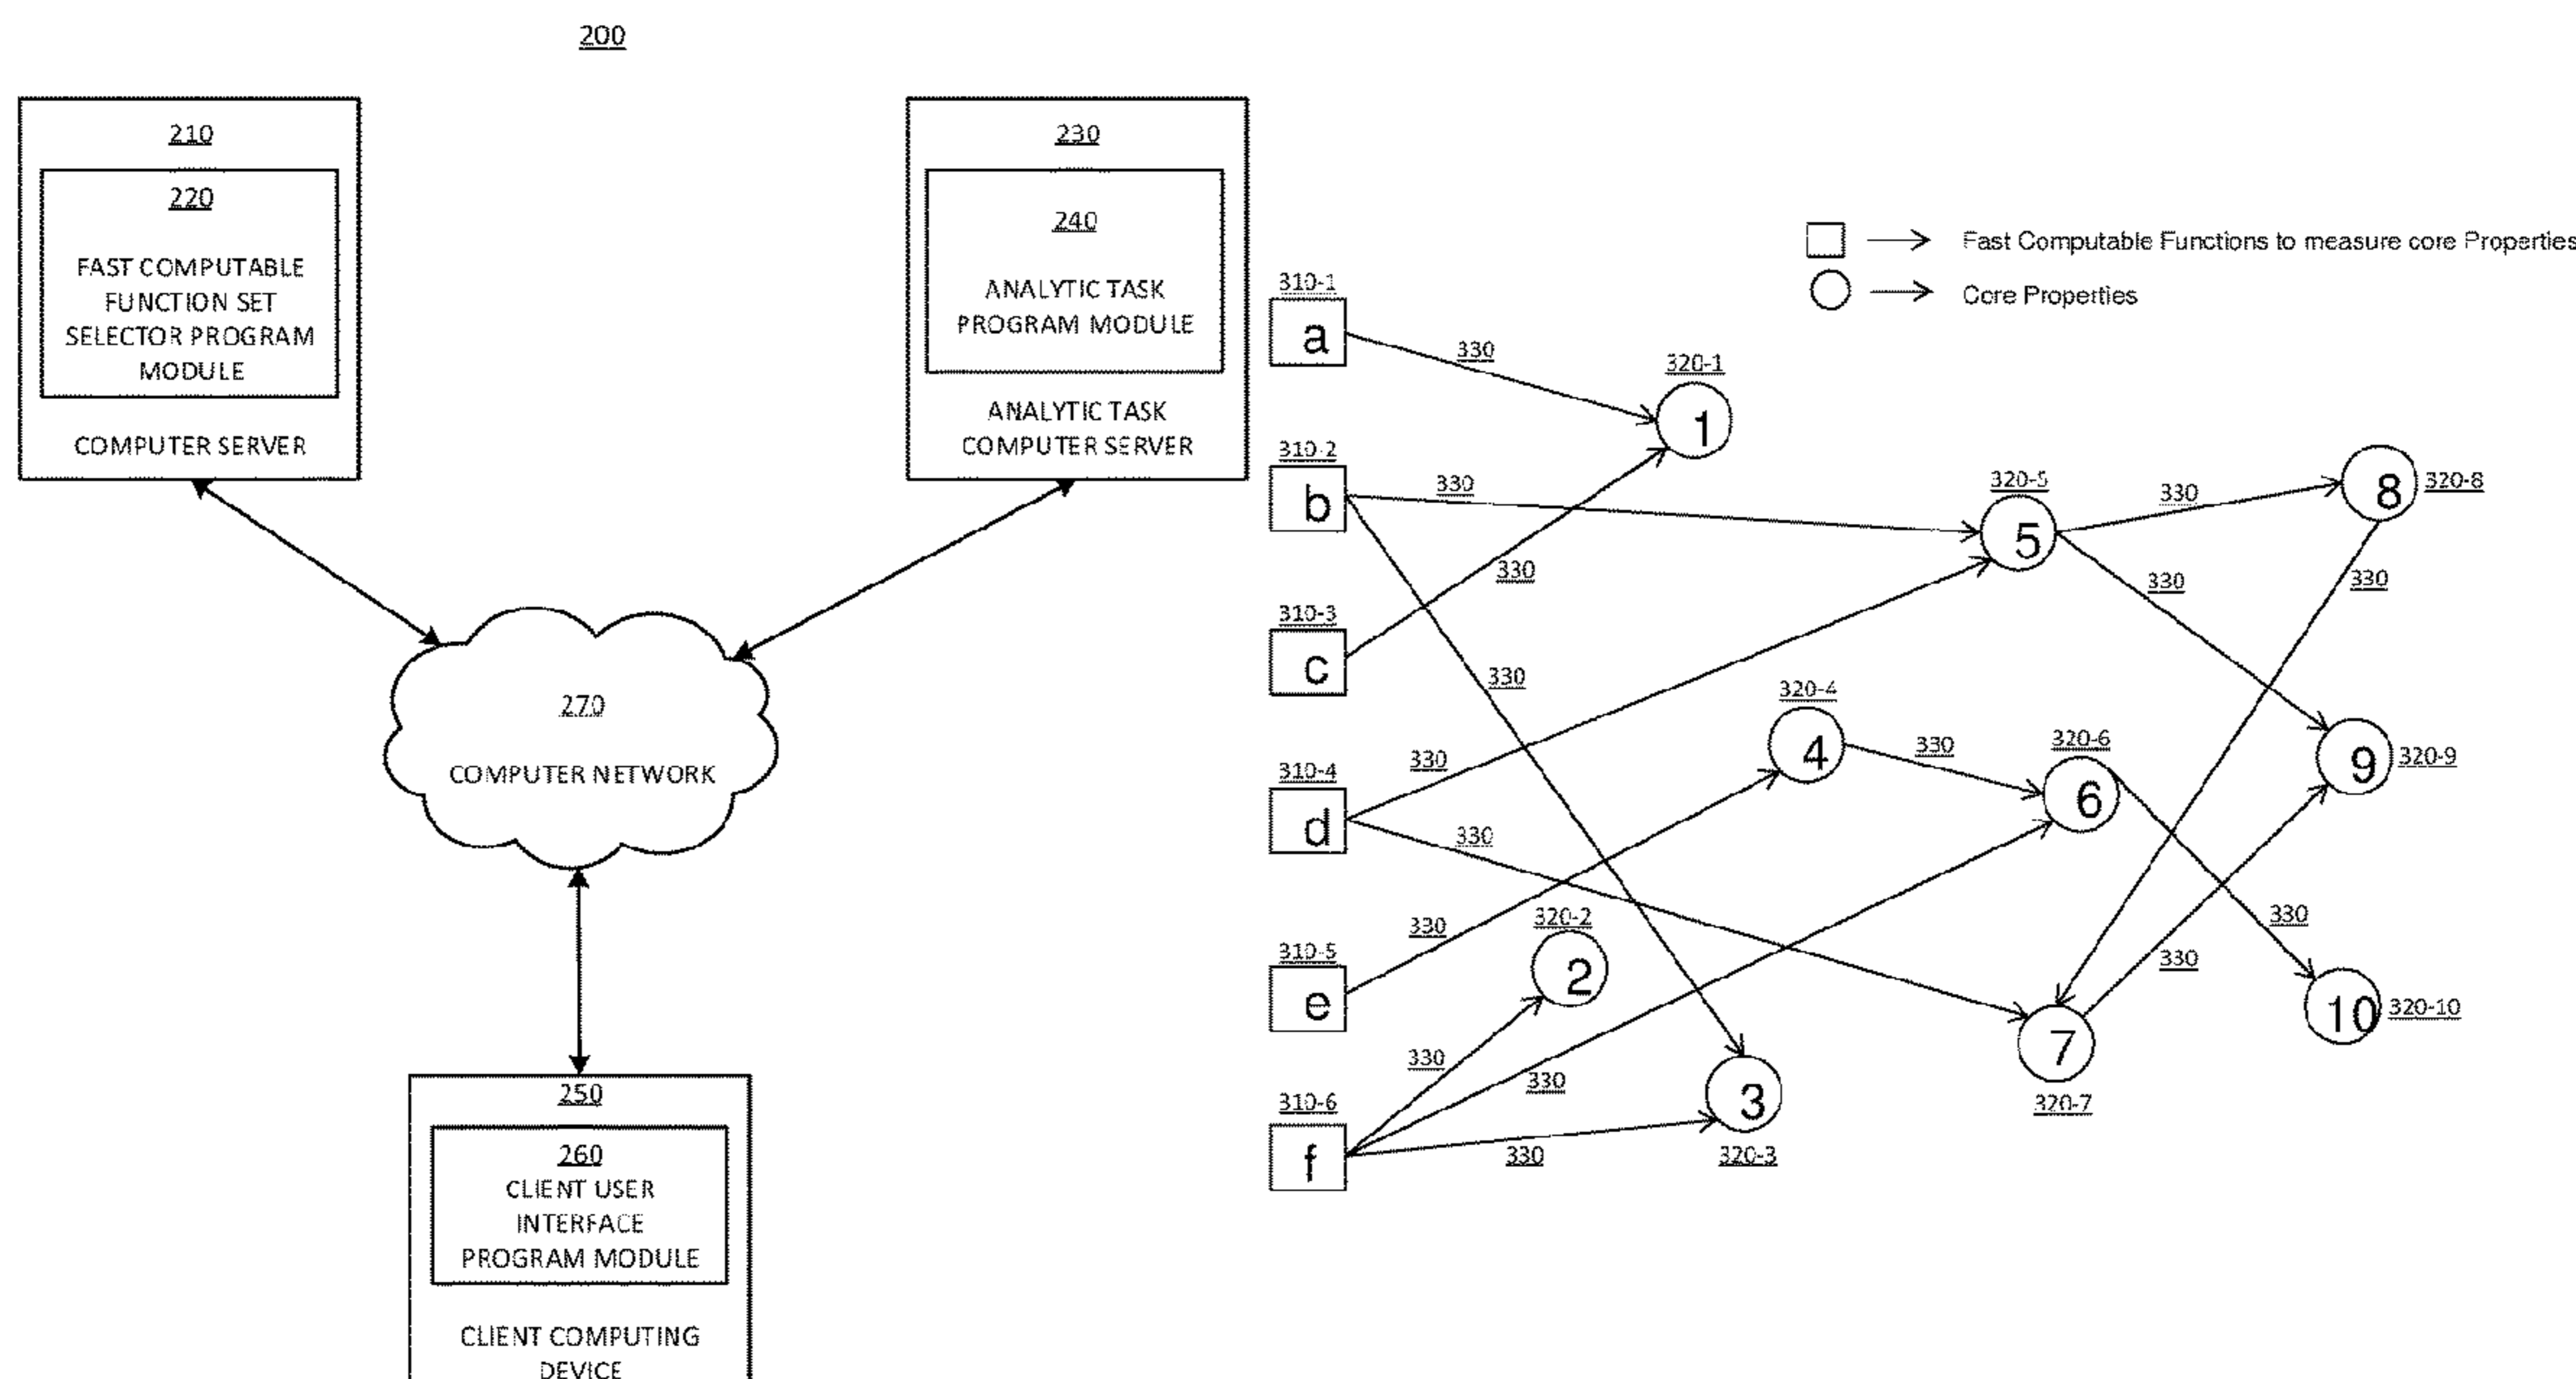 200
210
220
FAST COMPUTABLE
FUNCTION SET
SELECTOR PROGRAM
MODULE
COMPUTER SERVER
230
240
ANALYTIC TASK
PROGRAM MODULE
ANALYTIC TASK
COMPUTER SERVER
270
COMPUTER NETWORK
250
260
CLIENT USER
INTERFACE
PROGRAM MODULE
CLIENT COMPUTING
DEVICE
Fast Computable Functions to measure core Properties
Core Properties
310-1
a
330
320-1
1
310-2
b
330
320-5
5
330
8
320-8
330
330
330
310-3
c
330
320-4
4
330
320-6
6
9
320-9
310-4
d
330
330
330
320-2
2
330
310-5
e
330
10
320-10
7
320-7
330
330
3
320-3
310-6
f
330